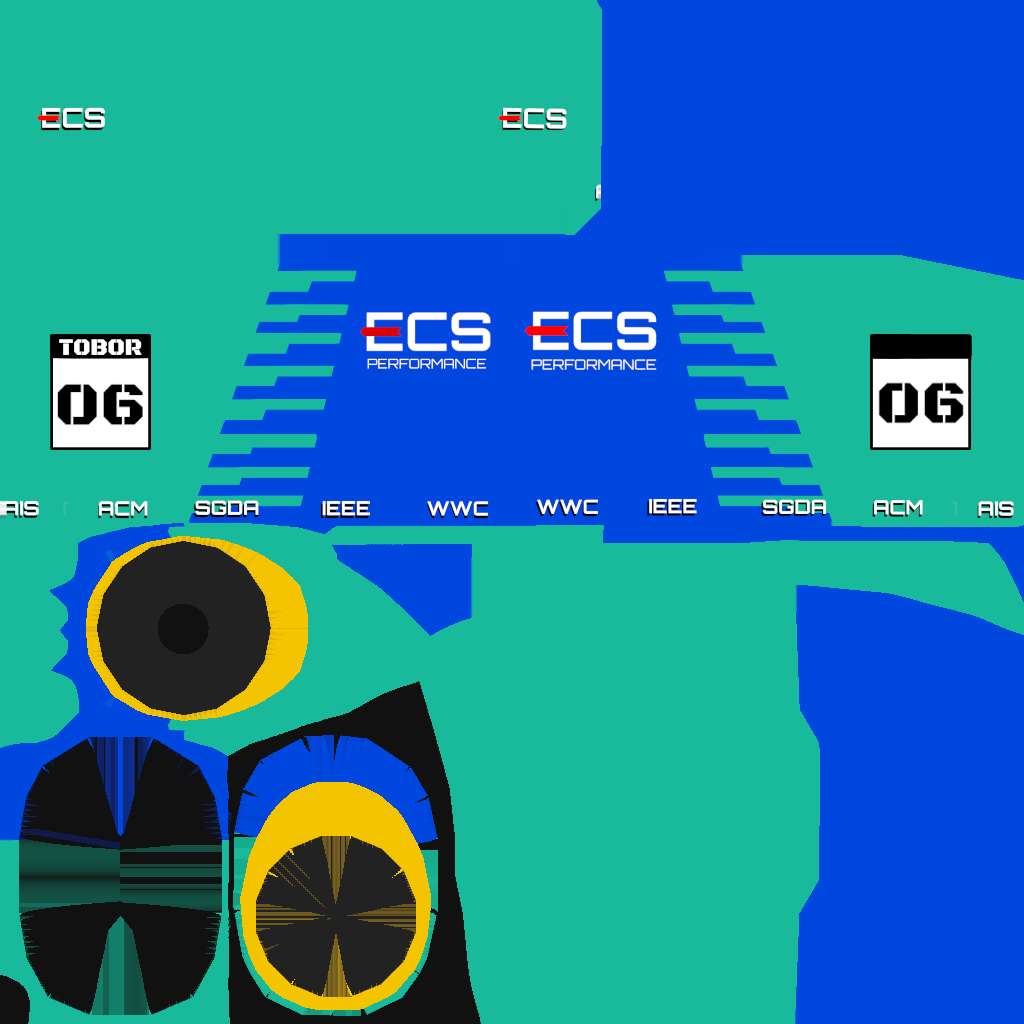 ECS
ECS
ECS
PERFORMANCE
ECS
PERFORMANCE
TOBOR
06
06
AIS
ACM
SGDA
IEEE
WWC
WWC
IEEE
SGDA
ACM
AIS